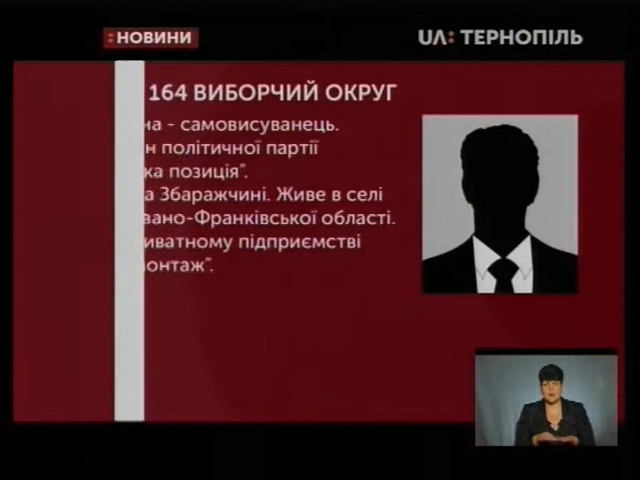 :НОВИНИ
UA: ТЕРНОПІЛЬ
164 ВИБОРЧИЙ ОКРУГ
на - самовисуванець.
н політичної партії
ка позиція".
а Збаражчині. Живе в селі
вано-Франківської області.
иватному підприємстві
онтаж".